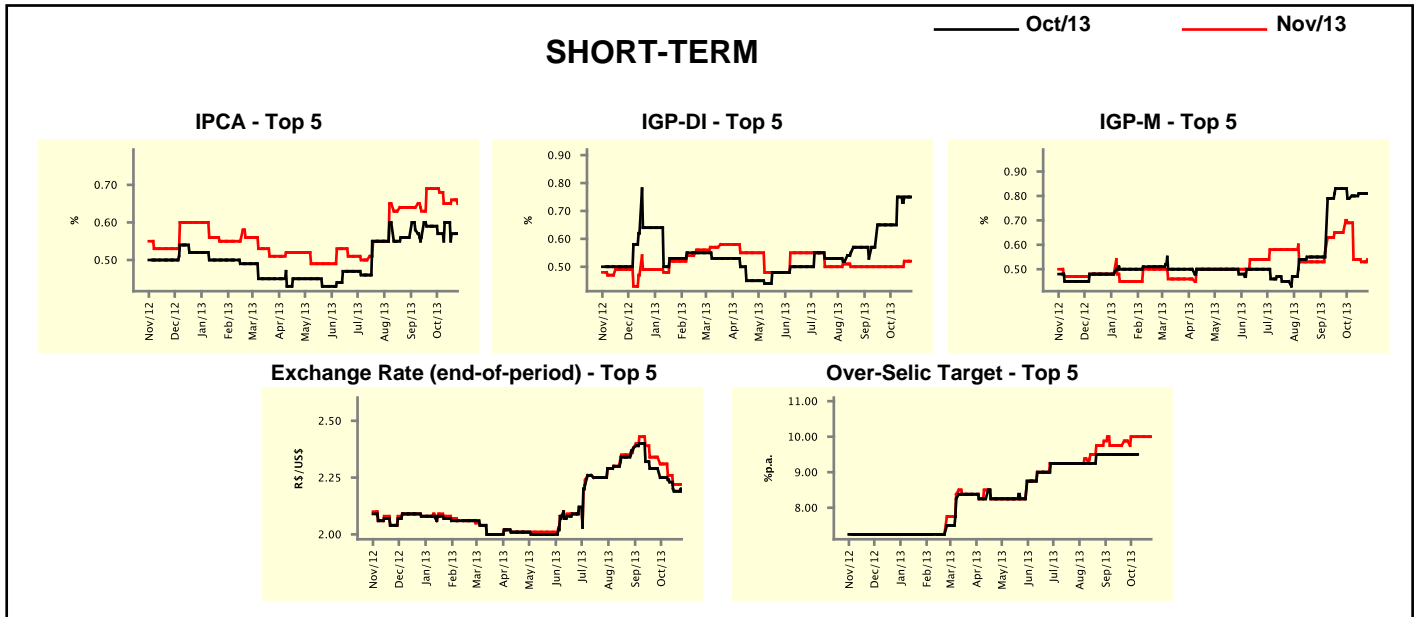 Oct/13 Nov/13
SHORT-TERM
IPCA - Top 5
%
0.70
0.60
0.50
Nov/12 Dec/12 Jan/13 Feb/13 Mar/13 Apr/13 May/13 Jun/13 Jul/13 Aug/13 Sep/13 Oct/13
IGP-DI - Top 5
%
0.90
0.80
0.70
0.60
0.50
Nov/12 Dec/12 Jan/13 Feb/13 Mar/13 Apr/13 May/13 Jun/13 Jul/13 Aug/13 Sep/13 Oct/13
IGP-M - Top 5
%
0.90
0.80
0.70
0.60
0.50
Nov/12 Dec/12 Jan/13 Feb/13 Mar/13 Apr/13 May/13 Jun/13 Jul/13 Aug/13 Sep/13 Oct/13
Exchange Rate (end-of-period) - Top 5
R$/US$
2.50
2.25
2.00
Nov/12 Dec/12 Jan/13 Feb/13 Mar/13 Apr/13 May/13 Jun/13 Jul/13 Aug/13 Sep/13 Oct/13
Over-Selic Target - Top 5
%p.a.
11.00
10.00
9.00
8.00
Nov/12 Dec/12 Jan/13 Feb/13 Mar/13 Apr/13 May/13 Jun/13 Jul/13 Aug/13 Sep/13 Oct/13